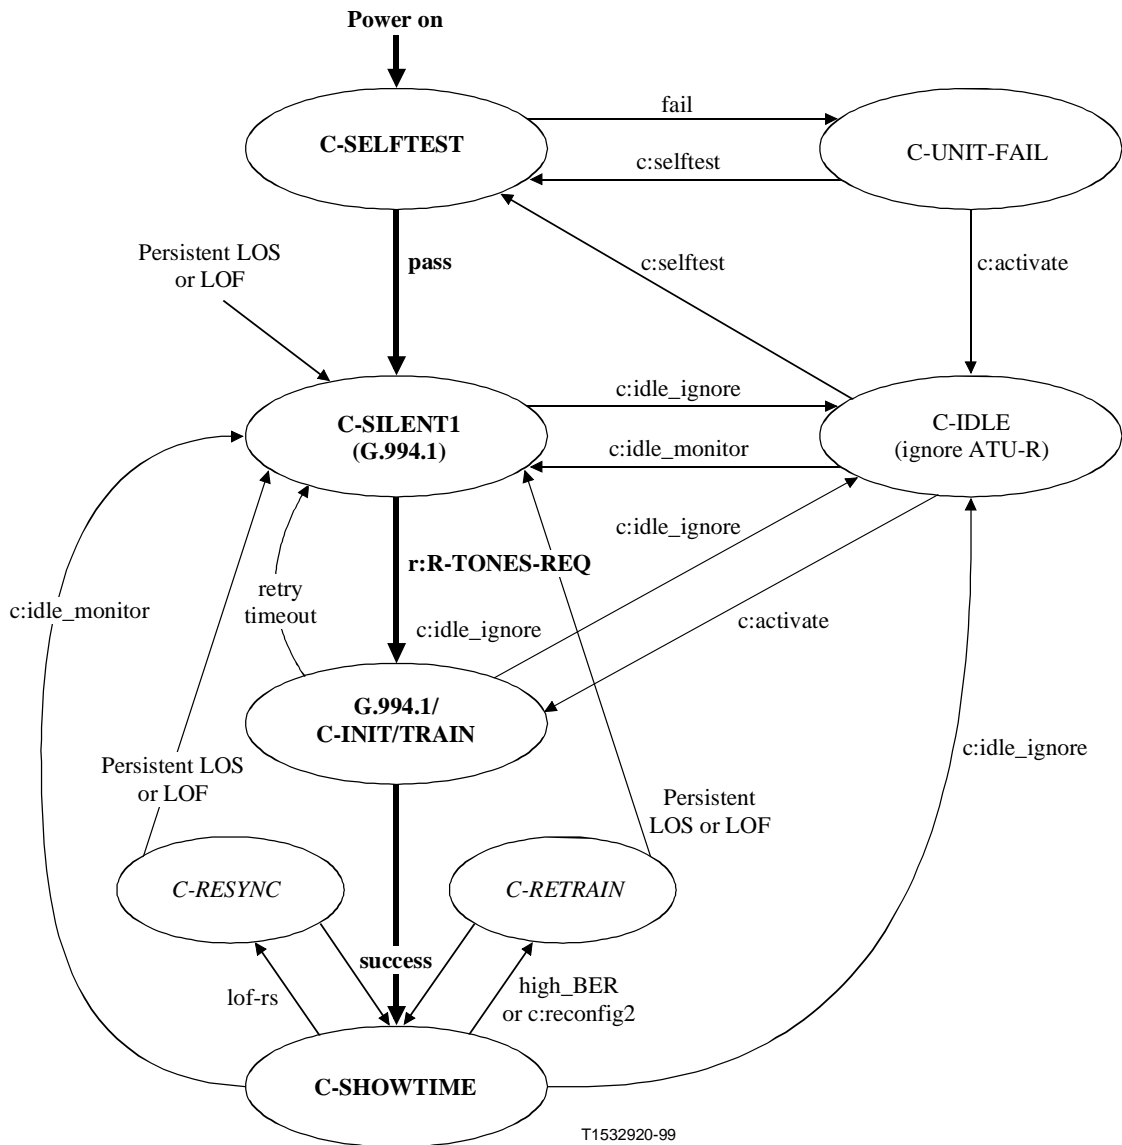 Power on
C-SELFTEST
fail
C-UNIT-FAIL
c:selftest
Persistent LOS
or LOF
pass
c:selftest
c:activate
C-SILENT1
(G.994.1)
c:idle_ignore
c:idle_monitor
C-IDLE
(ignore ATU-R)
c:idle_ignore
r:R-TONES-REQ
retry
timeout
c:idle_monitor
c:idle_ignore
c:activate
G.994.1/
C-INIT/TRAIN
c:idle_ignore
Persistent LOS
or LOF
Persistent
LOS or LOF
C-RESYNC
C-RETRAIN
success
lof-rs
high_BER
or c:reconfig2
C-SHOWTIME
T1532920-99